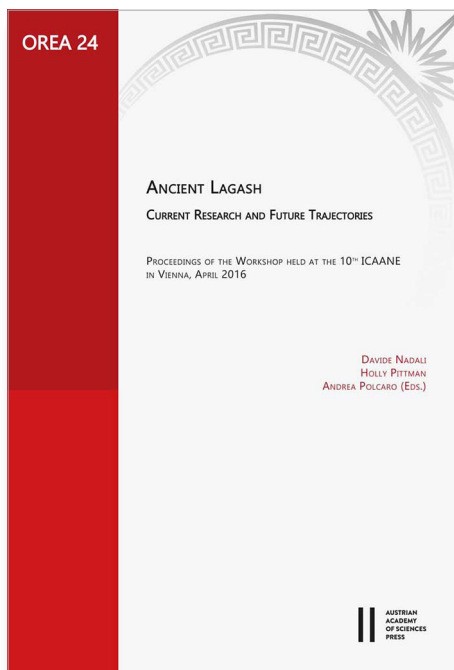 OREA 24
ANCIENT LAGASH
CURRENT RESEARCH AND FUTURE TRAJECTORIES
PROCEEDINGS OF THE WORKSHOP HELD AT THE 10TH ICAANE
IN VIENNA, APRIL 2016
DAVIDE NADALI
HOLLY PITTMAN
ANDREA POLCARO (EDS.)
AUSTRIAN
ACADEMY
OF SCIENCES
PRESS